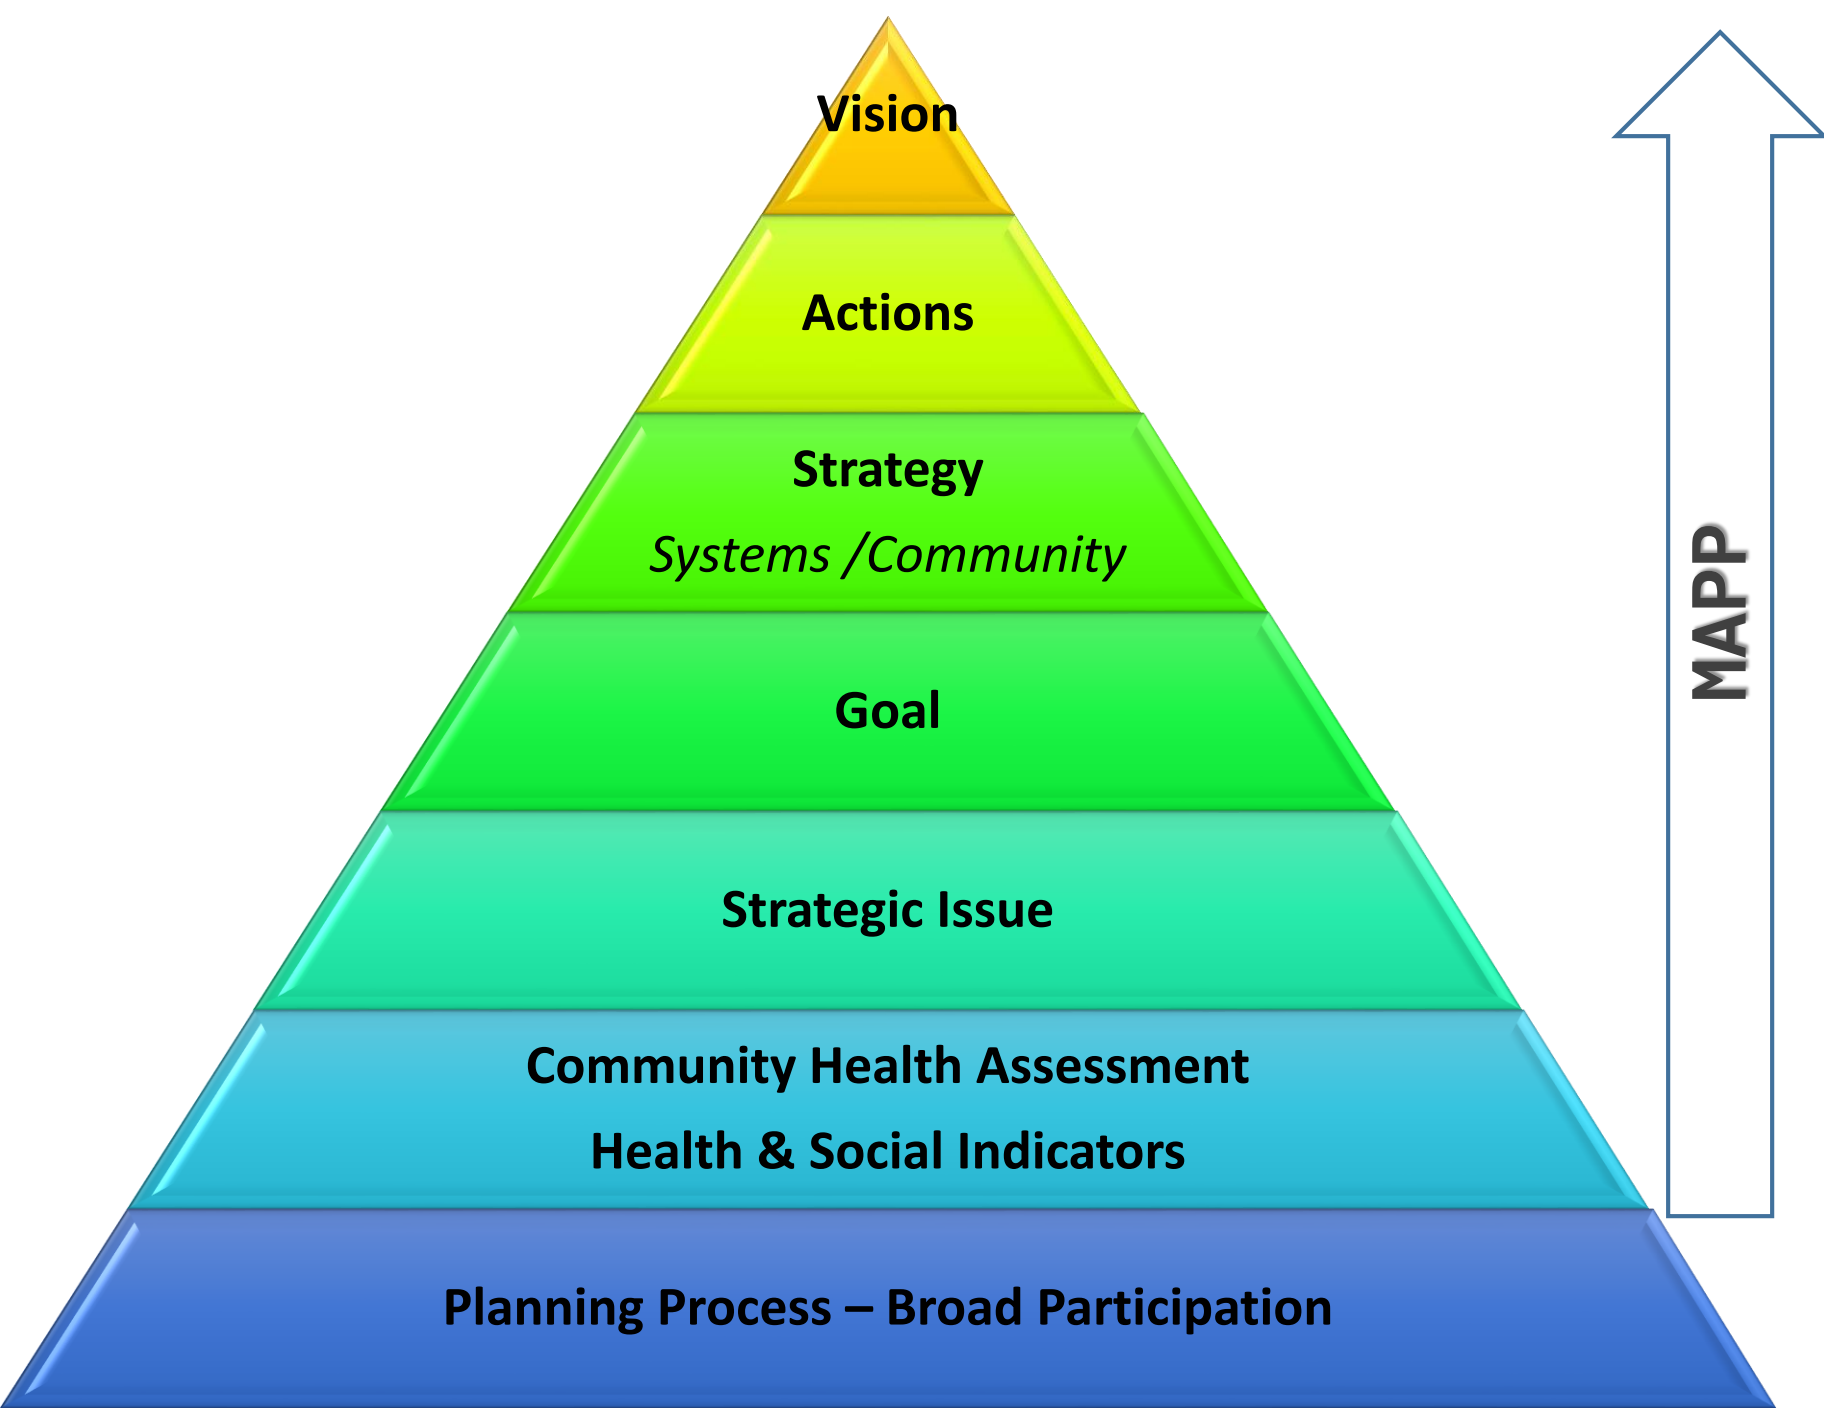 Vision
Actions
Strategy
Systems /Community
Goal
Strategic Issue
Community Health Assessment
Health & Social Indicators
Planning Process – Broad Participation
MAPP